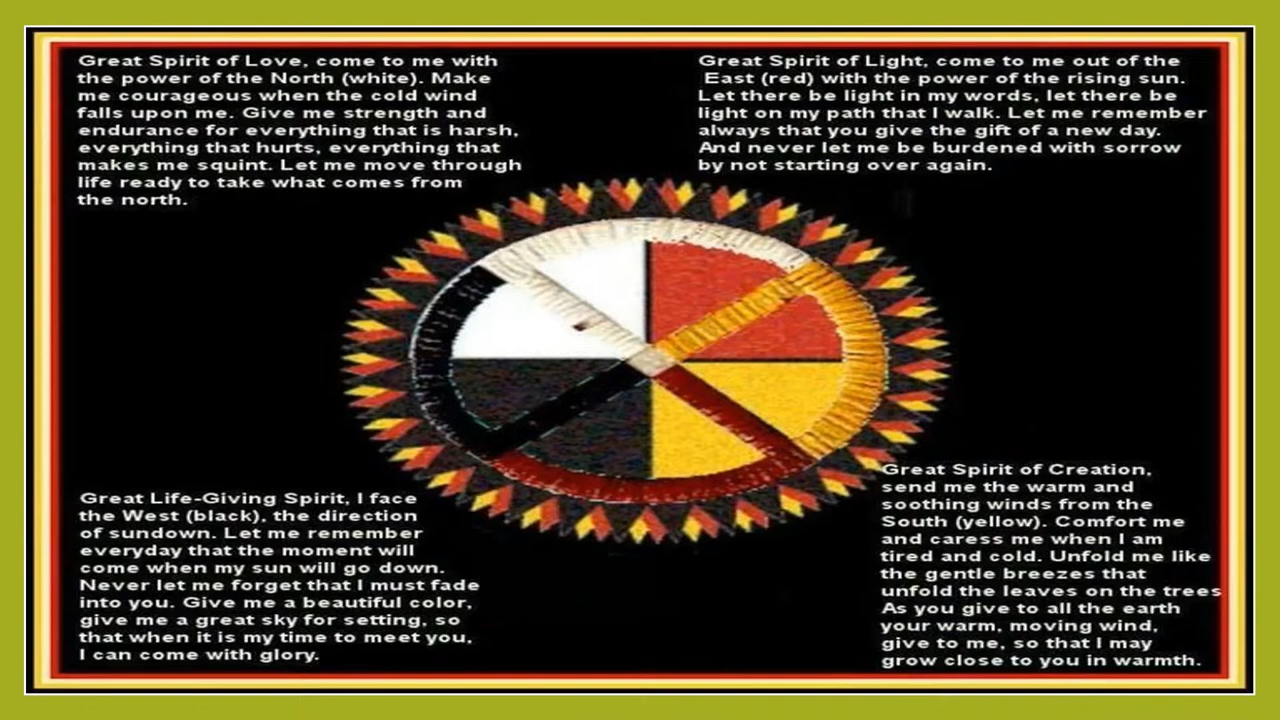 Great Spirit of Love, come to me with
the power of the North (white). Make
me courageous when the cold wind
falls upon me. Give me strength and
endurance for everything that is harsh,
everything that hurts, everything that
makes me squint. Let me move through
life ready to take what comes from
the north.
Great Spirit of Light, come to me out of the
East (red) with the power of the rising sun.
Let there be light in my words, let there be
light on my path that I walk. Let me remember
always that you give the gift of a new day.
And never let me be burdened with sorrow
by not starting over again.
Great Life-Giving Spirit, I face
the West (black), the direction
of sundown. Let me remember
everyday that the moment will
come when my sun will go down.
Never let me forget that I must fade
into you. Give me a beautiful color,
give me a great sky for setting, so
that when it is my time to meet you,
I can come with glory.
Great Spirit of Creation,
send me the warm and
soothing winds from the
South (yellow). Comfort me
and caress me when I am
tired and cold. Unfold me like
the gentle breezes that
unfold the leaves on the trees
As you give to all the earth
your warm, moving wind,
give to me, so that I may
grow close to you in warmth.